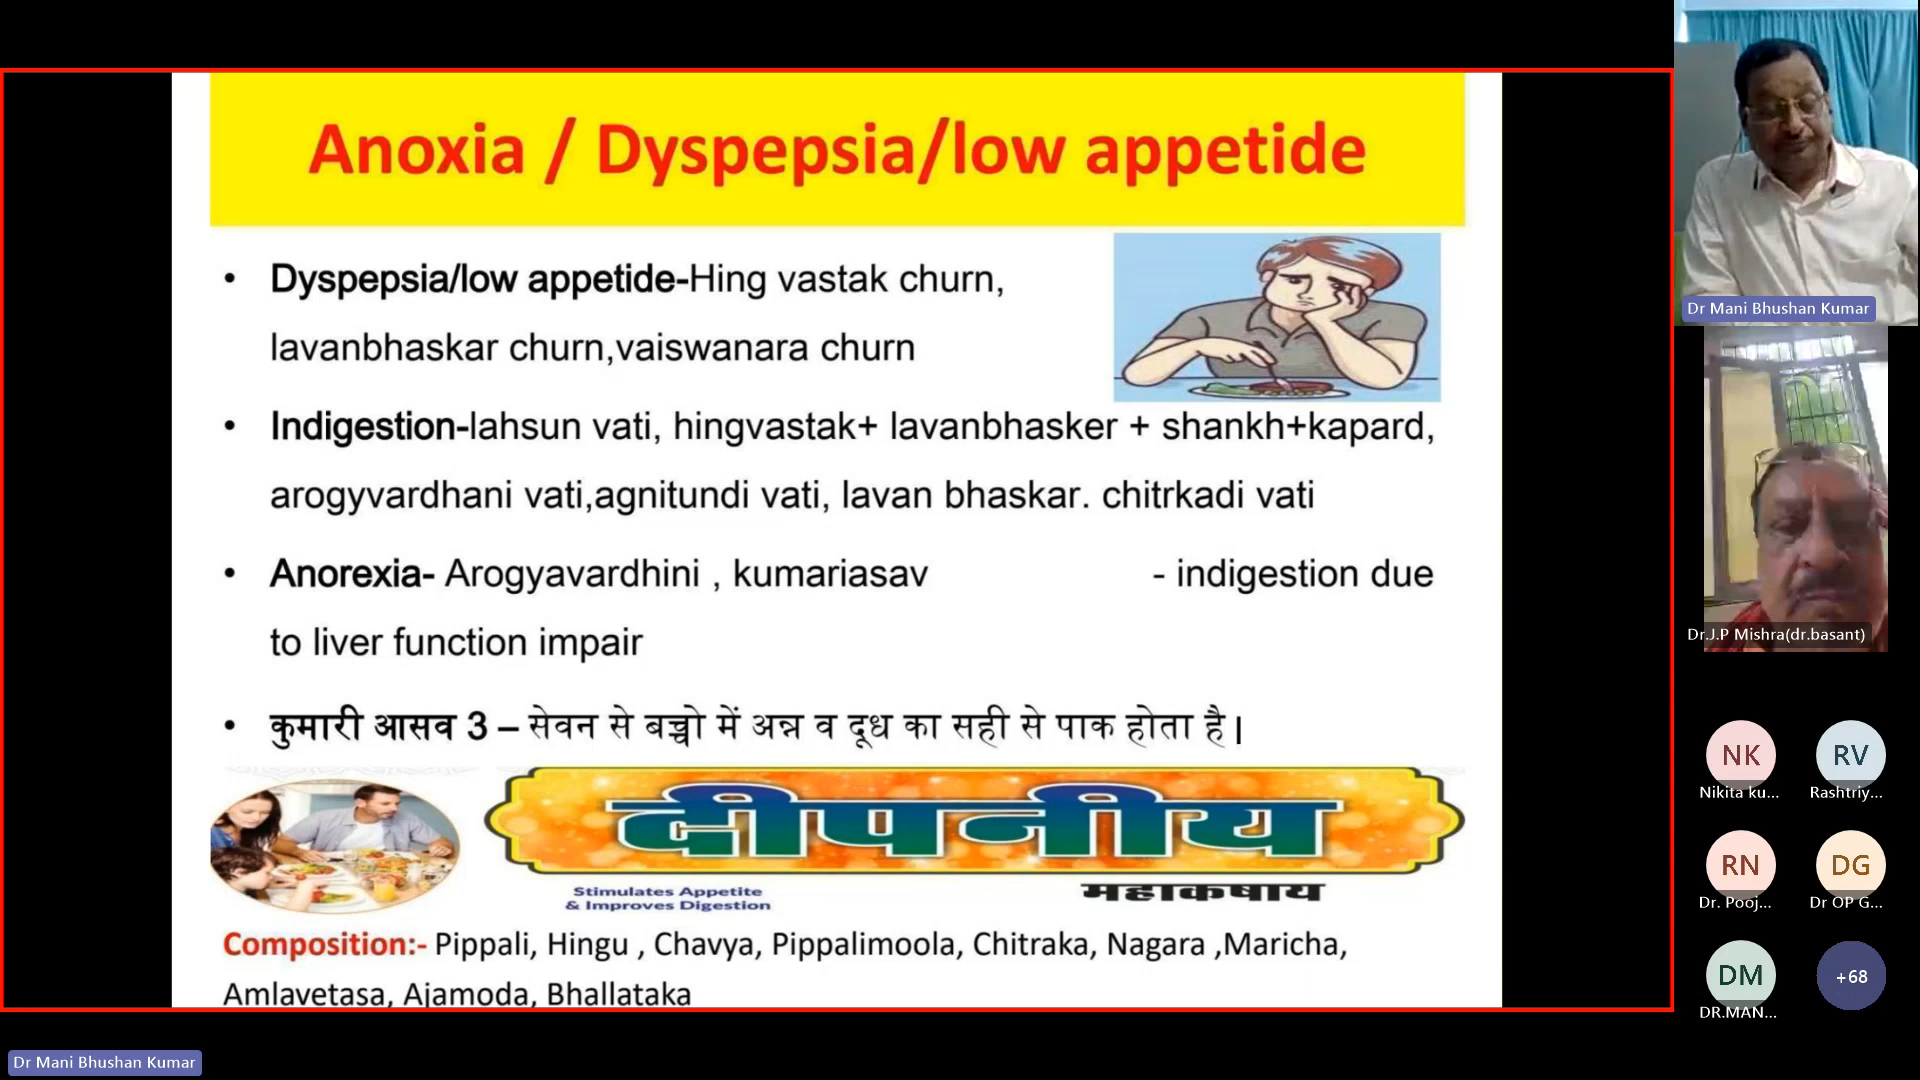 Anoxia / Dyspepsia/low appetide
• Dyspepsia/low appetide-Hing vastak churn,
lavanbhaskar churn,vaiswanara churn
• Indigestion-lahsun vati, hingvastak+ lavanbhasker + shankh+kapard,
arogyvardhani vati,agnitundi vati, lavan bhaskar. chitrkadi vati
• Anorexia- Arogyavardhini , kumariasav - indigestion due
to liver function impair
• कुमारी आसव 3 – सेवन से बच्चो में अन्न व दूध का सही से पाक होता है।
दीपनीय
Stimulates Appetite
& Improves Digestion
महाकषाय
Composition:- Pippali, Hingu , Chavya, Pippalimoola, Chitraka, Nagara ,Maricha,
Amlavetasa, Ajamoda, Bhallataka
Dr Mani Bhushan Kumar
Dr.J.P Mishra(dr.basant)
NK
Nikita ku...
RV
Rashtriy...
RN
Dr. Pooj...
DG
Dr OP G...
DM
DR.MAN...
+68
Dr Mani Bhushan Kumar